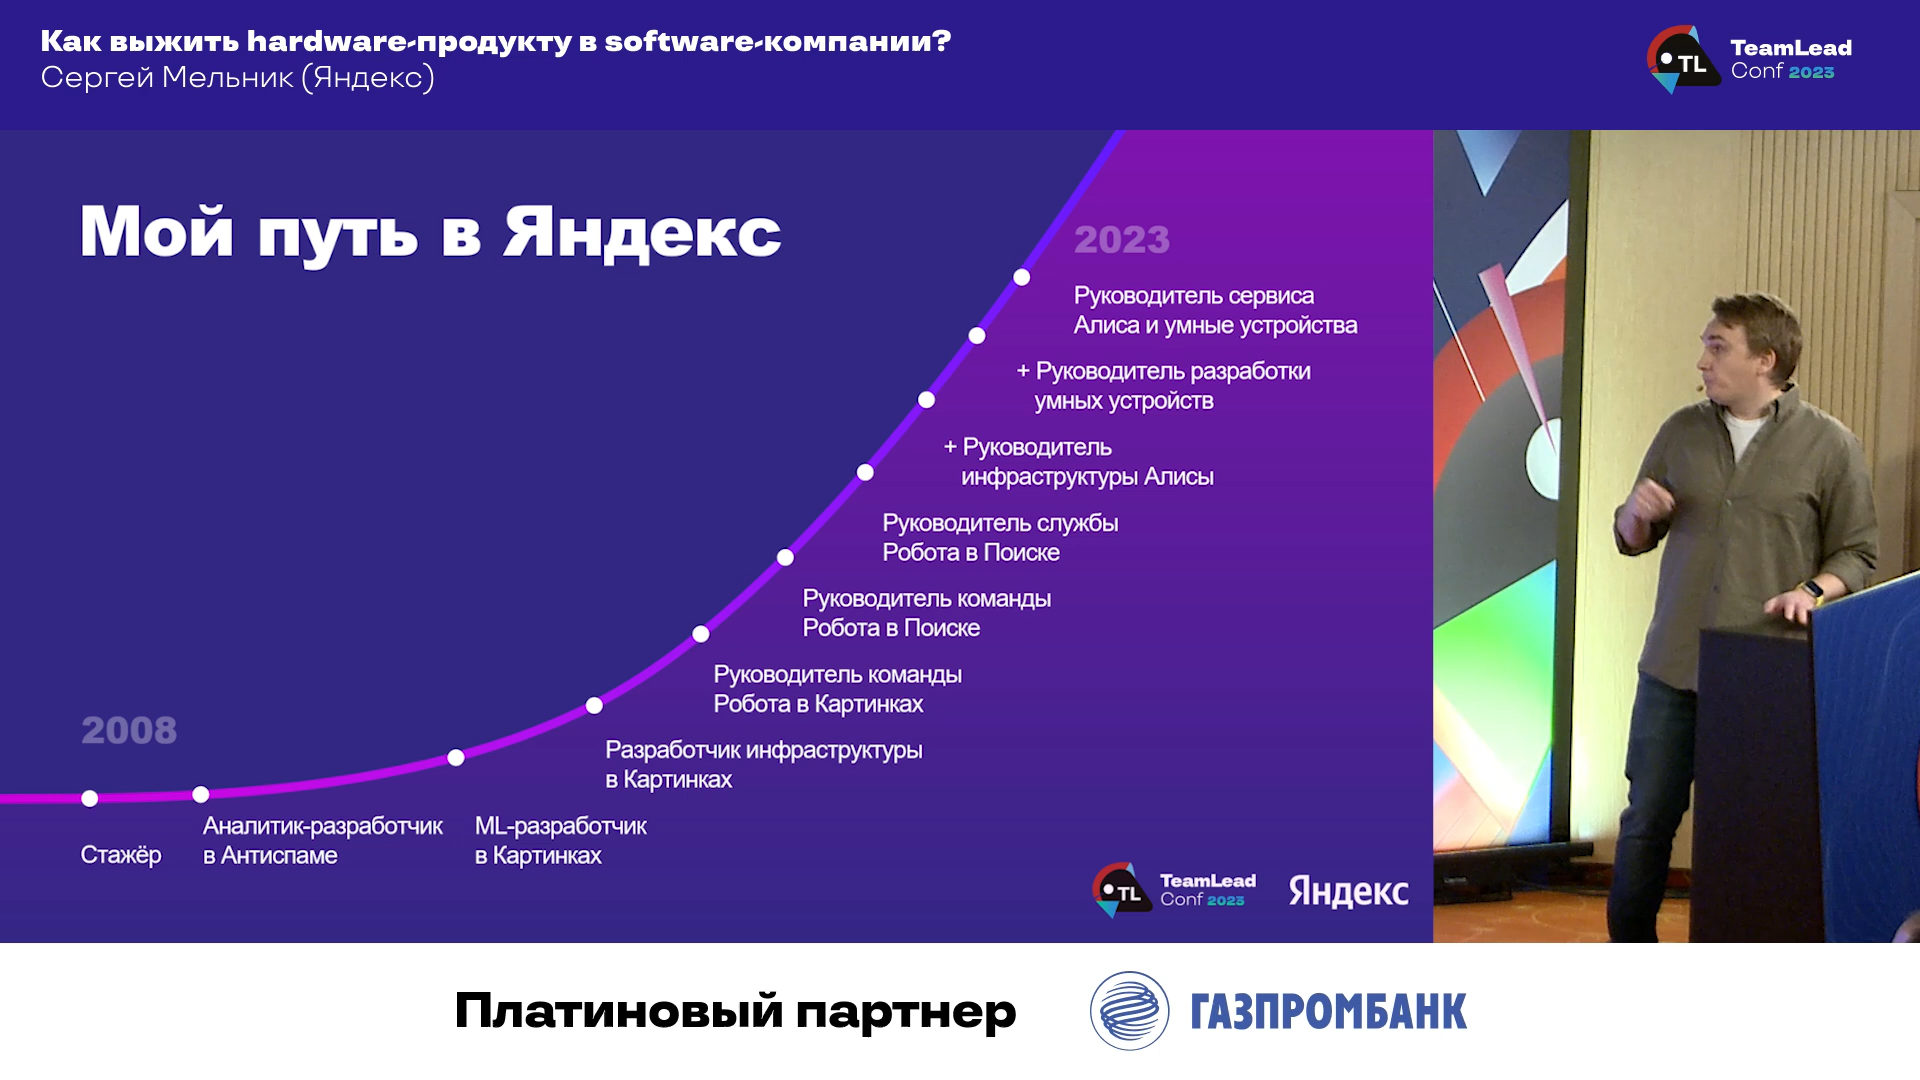 Как выжить hardware-продукту в software-компании?
Сергей Мельник (Яндекс)
TL
TeamLead
Conf 2023
Мой путь в Яндекс
2023
Руководитель сервиса
Алиса и умные устройства
+ Руководитель разработки
умных устройств
+ Руководитель
инфраструктуры Алисы
Руководитель службы
Робота в Поиске
Руководитель команды
Робота в Поиске
Руководитель команды
Робота в Картинках
2008
Разработчик инфраструктуры
в Картинках
Стажёр
Аналитик-разработчик
в Антиспаме
ML-разработчик
в Картинках
TL
TeamLead
Conf 2023
Яндекс
Платиновый партнер
ГАЗПРОМБАНК